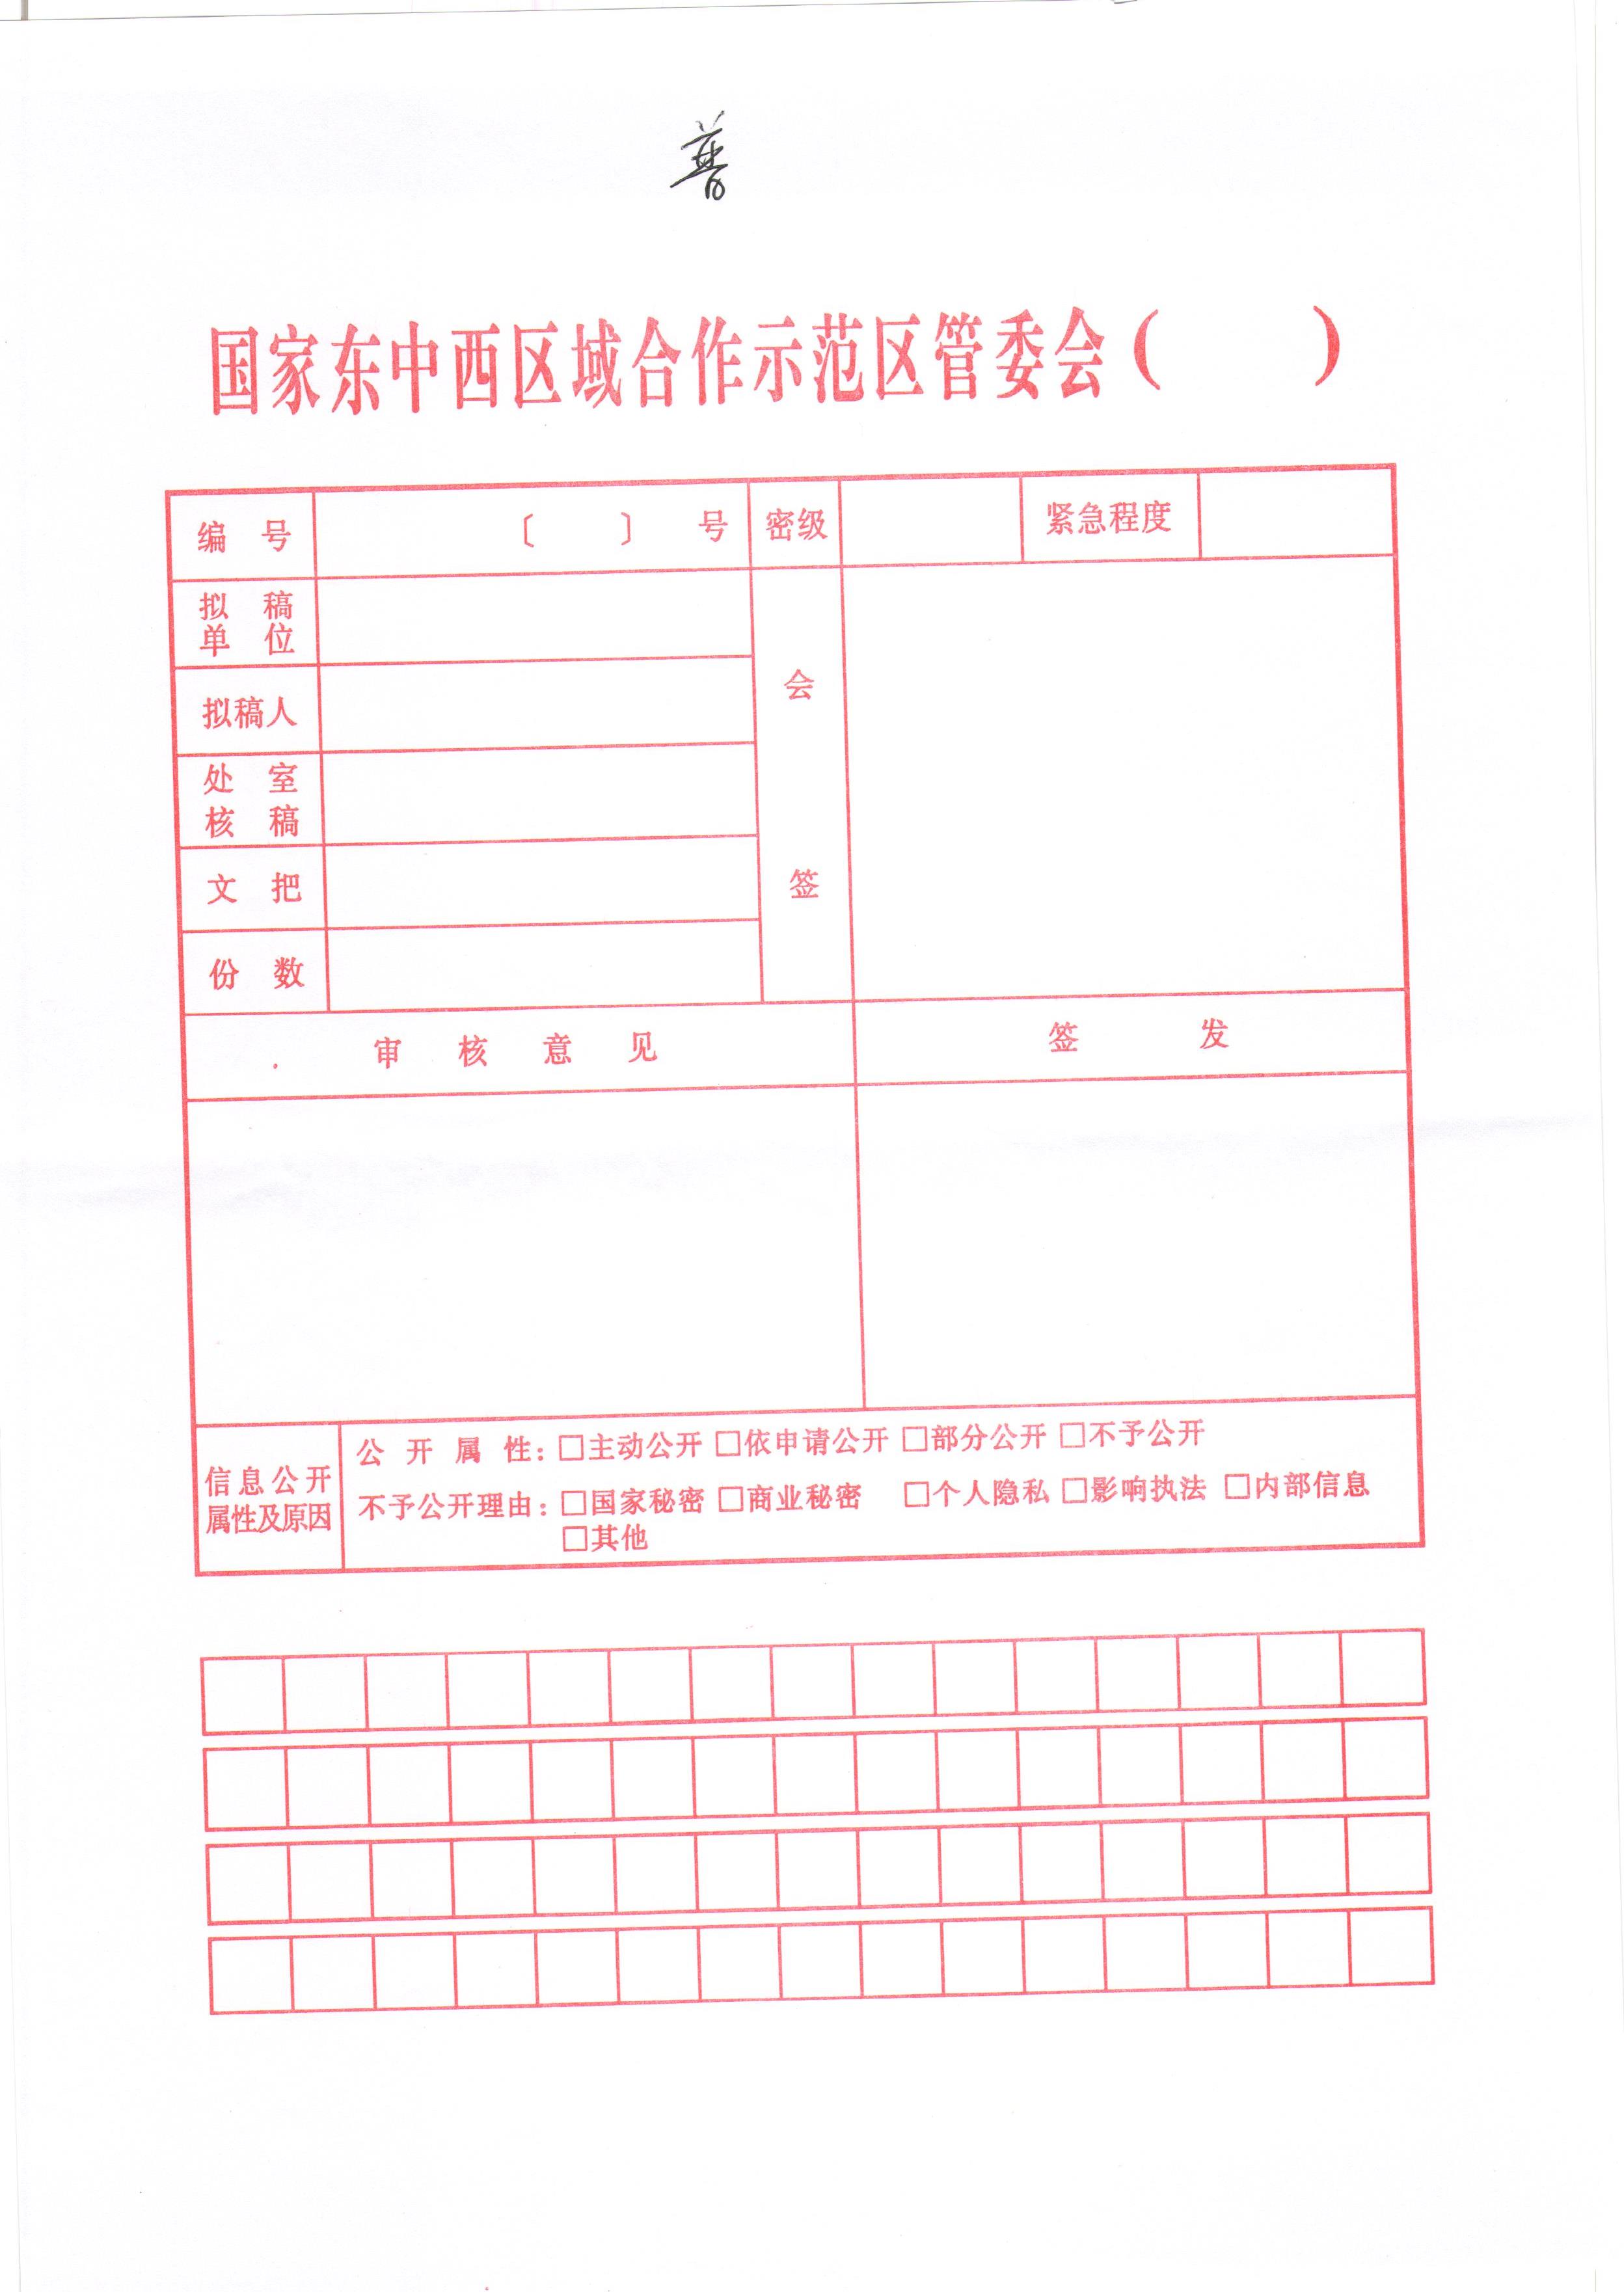 普
国家东中西区域合作示范区管委会(　　)
编 号 〔　〕 号 密级 紧急程度
拟 稿
单 位
拟稿人
会
处 室
核 稿
文 把
签
份 数
审 核 意 见 签 发
信息公开
属性及原因
公 开 属 性：□主动公开 □依申请公开 □部分公开 □不予公开
不予公开理由：□国家秘密 □商业秘密 □个人隐私 □影响执法 □内部信息
□其他